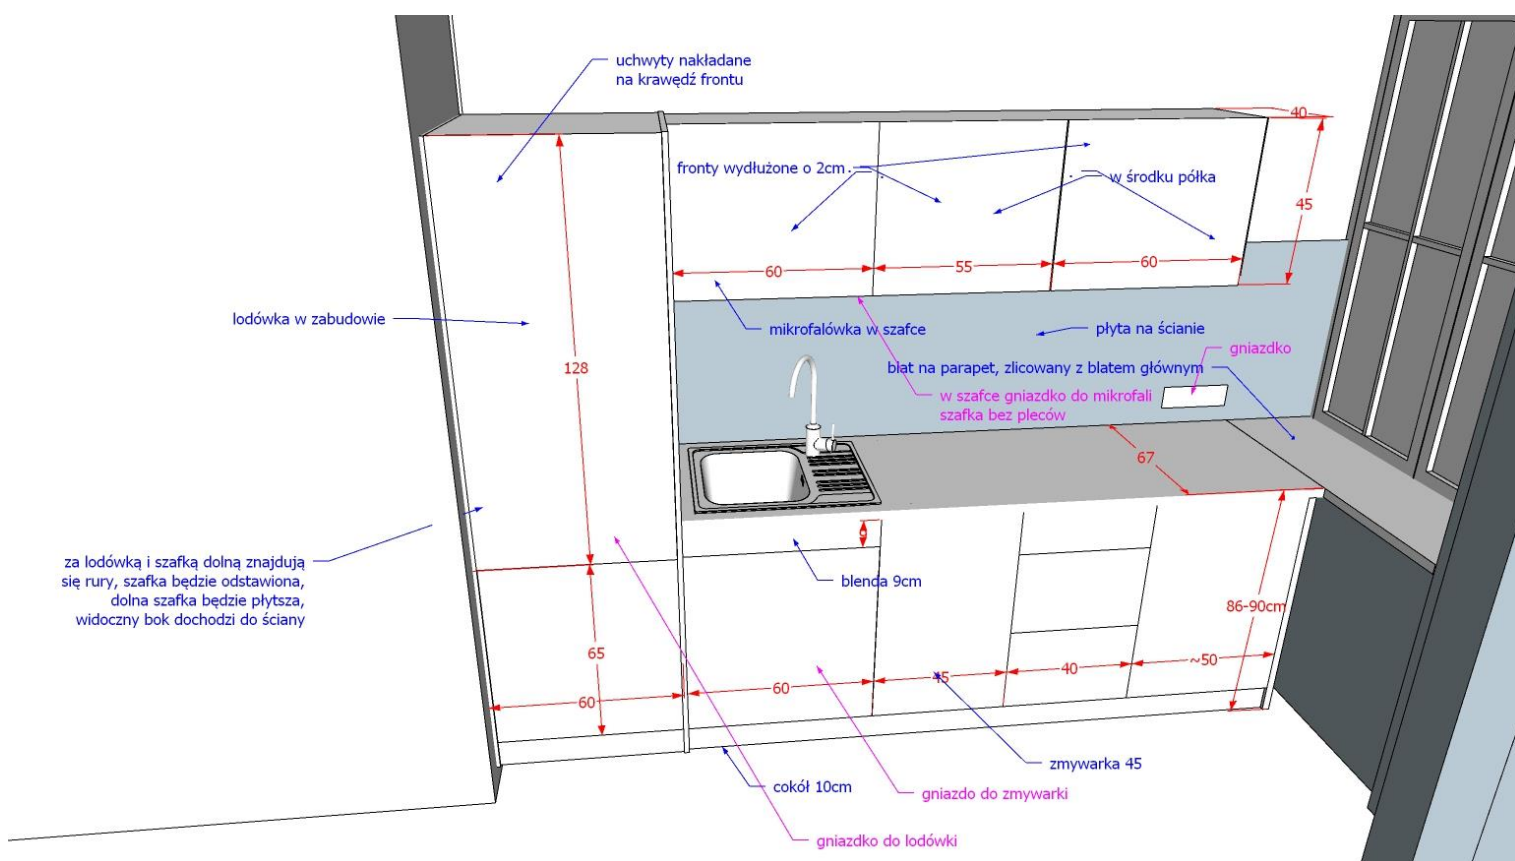 uchwyty nakładane
na krawędź frontu
40
fronty wydłużone o 2cm
w środku półka
45
60
55
60
lodówka w zabudowie
mikrofalówka w szafce
płyta na ścianie
gniazdko
128
blat na parapet, zlicowany z blatem głównym
w szafce gniazdko do mikrofali
szafka bez pleców
67
9
za lodówką i szafką dolną znajdują
się rury, szafka będzie odstawiona,
dolna szafka będzie płytsza,
widoczny bok dochodzi do ściany
blenda 9cm
86-90cm
65
60
60
45
40
~50
zmywarka 45
cokół 10cm
gniazdo do zmywarki
gniazdko do lodówki